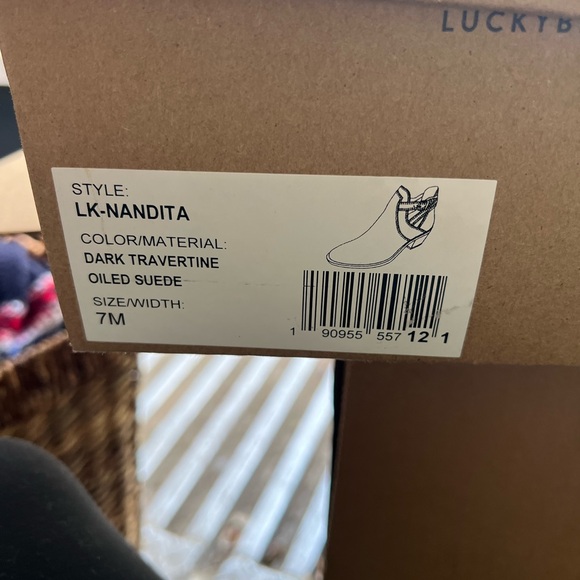 LUCKYB
STYLE:
LK-NANDITA
COLOR/MATERIAL:
DARK TRAVERTINE
OILED SUEDE
SIZE/WIDTH:
7M
1 90955 557 12 1